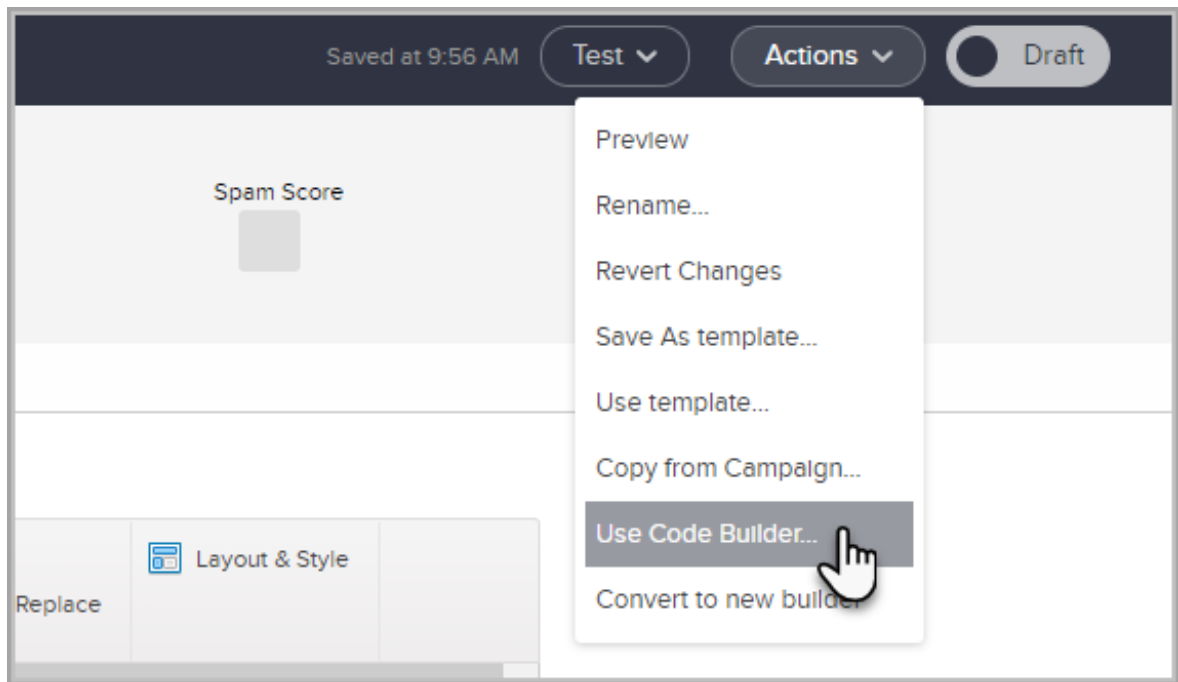 Saved at 9:56 AM
Test
Actions
Draft
Preview
Spam Score
Rename...
Revert Changes
Save As template...
Use template...
Copy from Campaign...
Use Code Builder...
Layout & Style
Replace
Convert to new builder